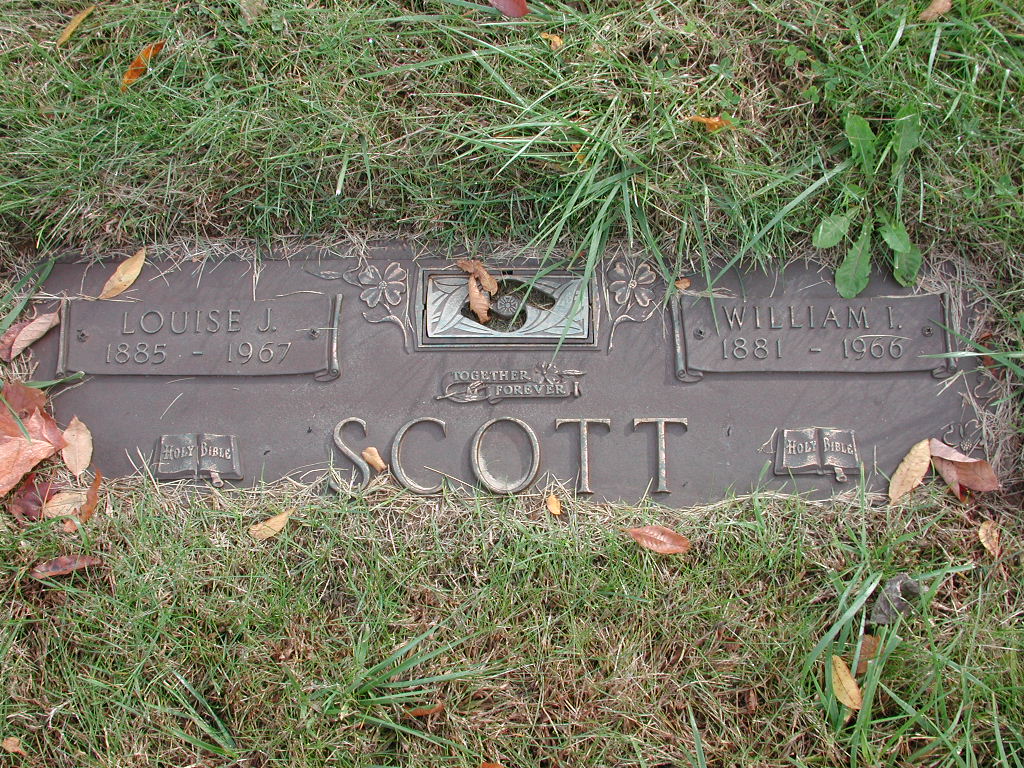 LOUISE J.
1885 - 1967
WILLIAM I.
1881 - 1966
TOGETHER
FOREVER
SCOTT
HOLY BIBLE
HOLY BIBLE